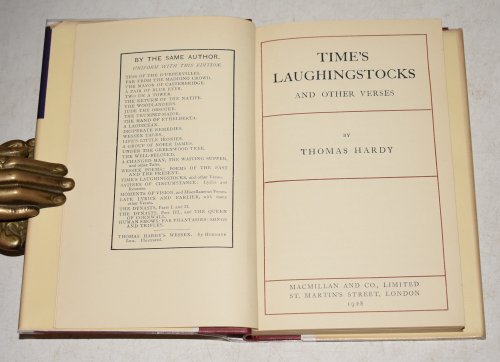 BY THE SAME AUTHOR.
UNIFORM WITH THIS EDITION.
TESS OF THE D'URBERVILLES.
FAR FROM THE MADDING CROWD.
THE MAYOR OF CASTERBRIDGE.
A PAIR OF BLUE EYES.
TWO ON A TOWER.
THE RETURN OF THE NATIVE.
THE WOODLANDERS.
JUDE THE OBSCURE.
THE TRUMPET-MAJOR.
THE HAND OF ETHELBERTA.
A LAODICEAN.
DESPERATE REMEDIES.
WESSEX TALES.
LIFE'S LITTLE IRONIES.
A GROUP OF NOBLE DAMES.
UNDER THE GREENWOOD TREE.
THE WELL-BELOVED.
A CHANGED MAN, THE WAITING SUPPER,
and other Tales.
WESSEX POEMS: POEMS OF THE PAST
AND THE PRESENT.
TIME'S LAUGHINGSTOCKS, and other Verses.
SATIRES OF CIRCUMSTANCE: Lyrics and
Reveries.
MOMENTS OF VISION, and Miscellaneous Verses.
LATE LYRICS AND EARLIER, with many
other Verses.
THE DYNASTS, Parts I. and II.
THE DYNASTS, Part III., and THE QUEEN
OF CORNWALL.
HUMAN SHOWS: FAR PHANTASIES: SONGS
AND TRIFLES.
THOMAS HARDY'S WESSEX. By Hermann
Lea. Illustrated.
TIME'S
LAUGHINGSTOCKS
AND OTHER VERSES
BY
THOMAS HARDY
MACMILLAN AND CO., LIMITED
ST. MARTIN'S STREET, LONDON
1928